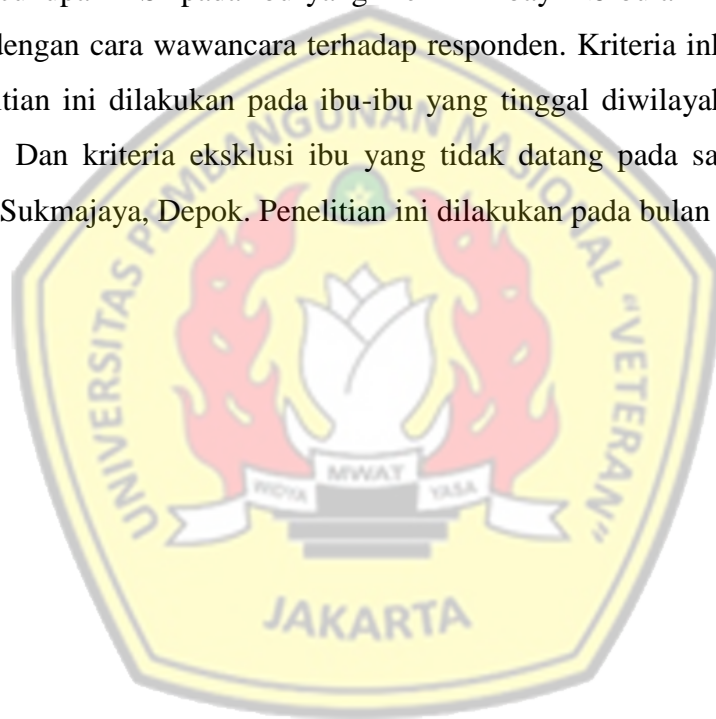 dengan cara wawancara terhadap responden. Kriteria in
itian ini dilakukan pada ibu-ibu yang tinggal diwilayah
Dan kriteria eksklusi ibu yang tidak datang pada sa
Sukmajaya, Depok. Penelitian ini dilakukan pada bulan
UNIVERSITAS PEMBANGUNAN NASIONAL "VETERAN"
WIDYA MWAT YASA
JAKARTA